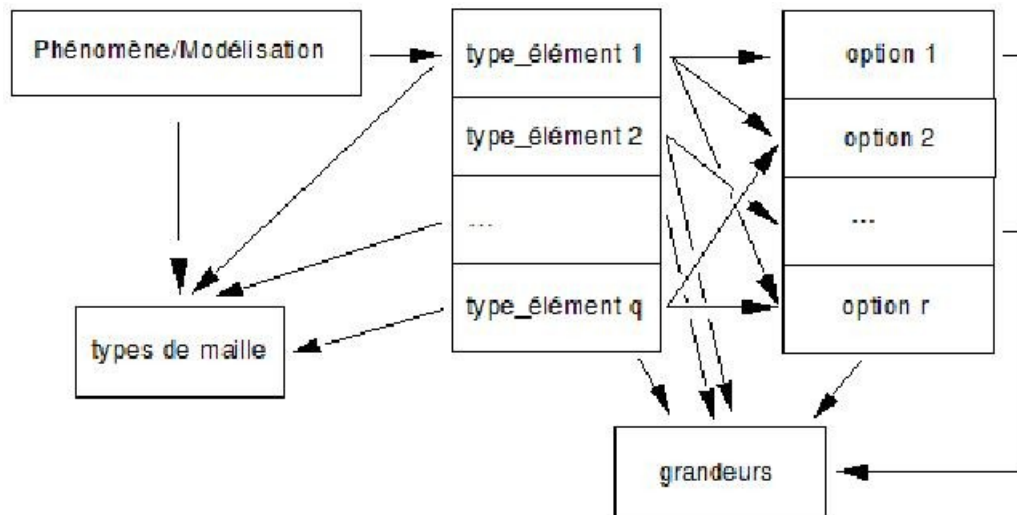 Phénomène/Modélisation
type_élément 1
option 1
type_élément 2
option 2
...
...
type_élément q
option r
types de maille
grandeurs